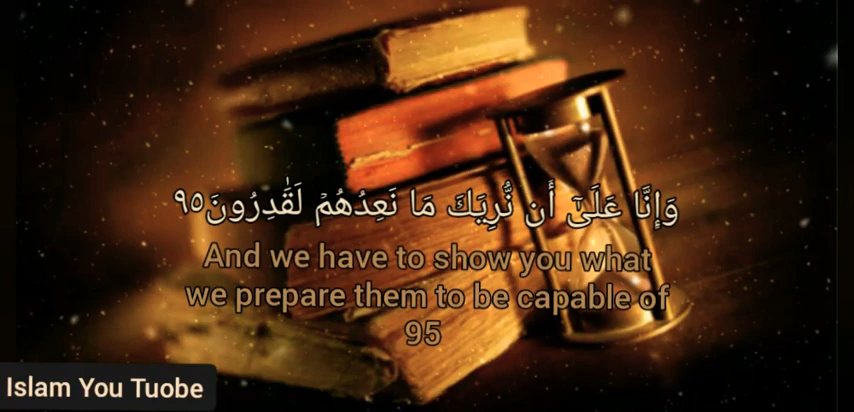 وَإِنَّا عَلَىٰٓ أَن نُّرِيَكَ مَا نَعِدُهُمْ لَقَٰدِرُونَ٩٥
And we have to show you what
we prepare them to be capable of
95
Islam You Tuobe